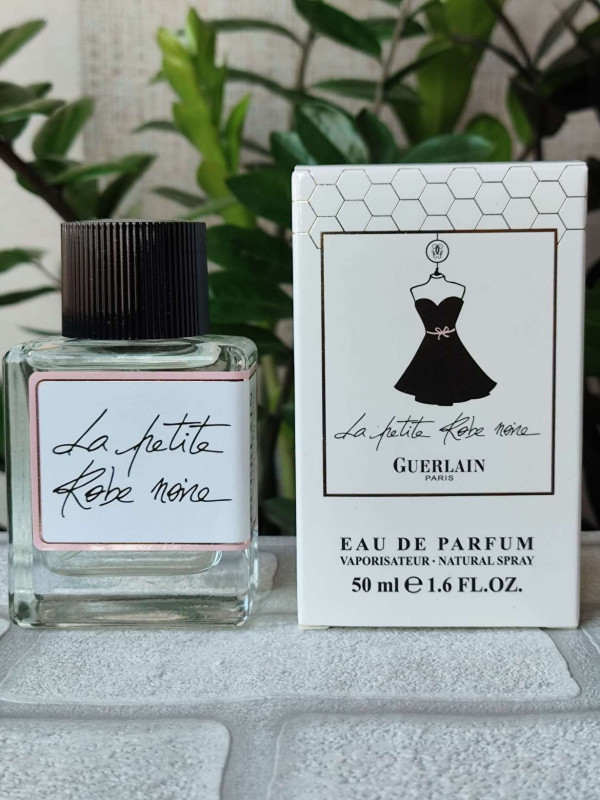 La petite
Robe noire
La petite Robe noire
GUERLAIN
PARIS
EAU DE PARFUM
VAPORISATEUR · NATURAL SPRAY
50 ml ℮ 1.6 FL.OZ.